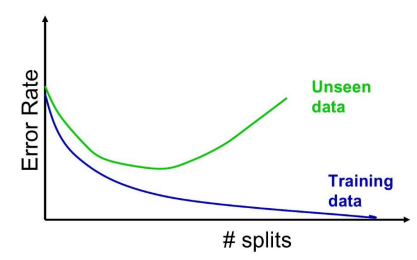 Error Rate
Unseen
data
Training
data
# splits